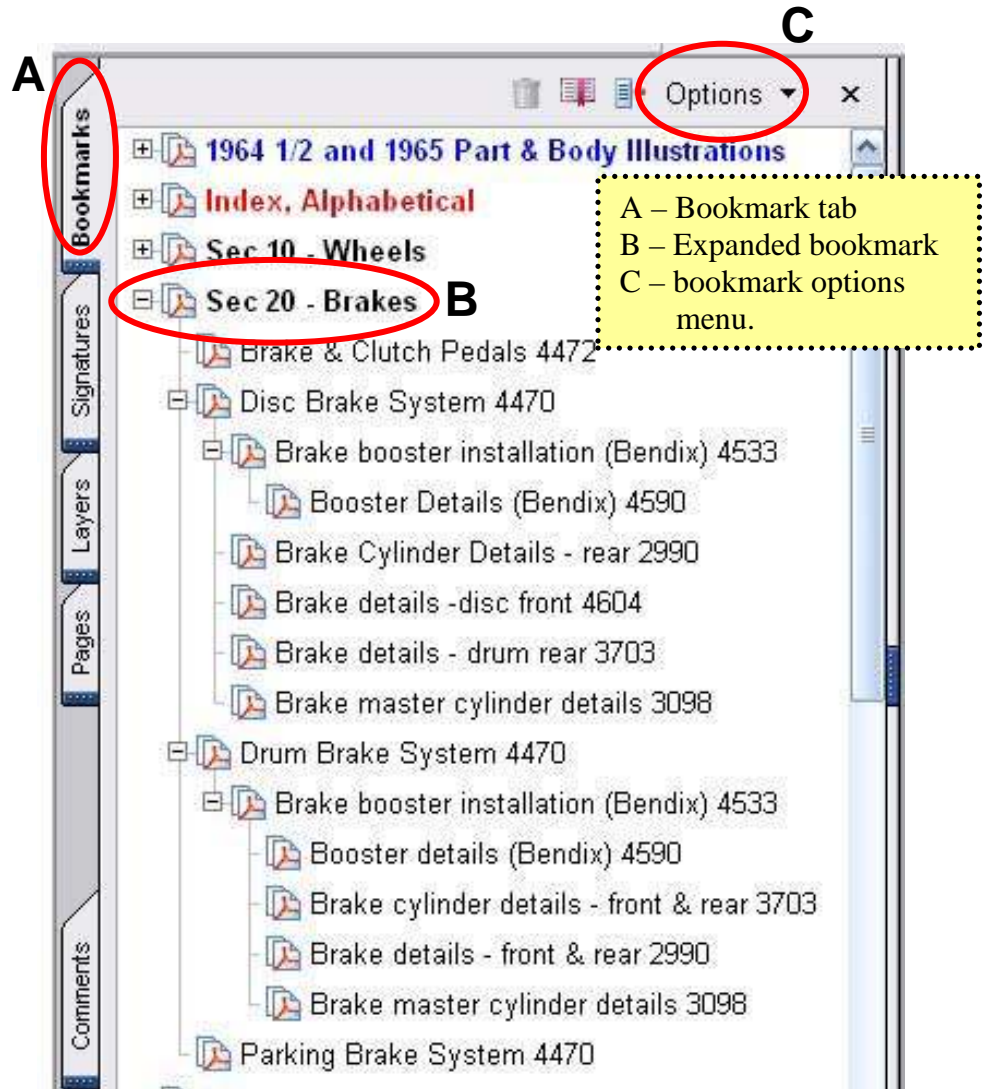 C
A
Options
Bookmarks
1964 1/2 and 1965 Part & Body Illustrations
Index, Alphabetical
Sec 10 - Wheels
Sec 20 - Brakes
B
A – Bookmark tab
B – Expanded bookmark
C – bookmark options
menu.
Brake & Clutch Pedals 4472
Disc Brake System 4470
Brake booster installation (Bendix) 4533
Booster Details (Bendix) 4590
Brake Cylinder Details - rear 2990
Brake details -disc front 4604
Brake details - drum rear 3703
Brake master cylinder details 3098
Drum Brake System 4470
Brake booster installation (Bendix) 4533
Booster details (Bendix) 4590
Brake cylinder details - front & rear 3703
Brake details - front & rear 2990
Brake master cylinder details 3098
Parking Brake System 4470
Signatures
Layers
Pages
Comments